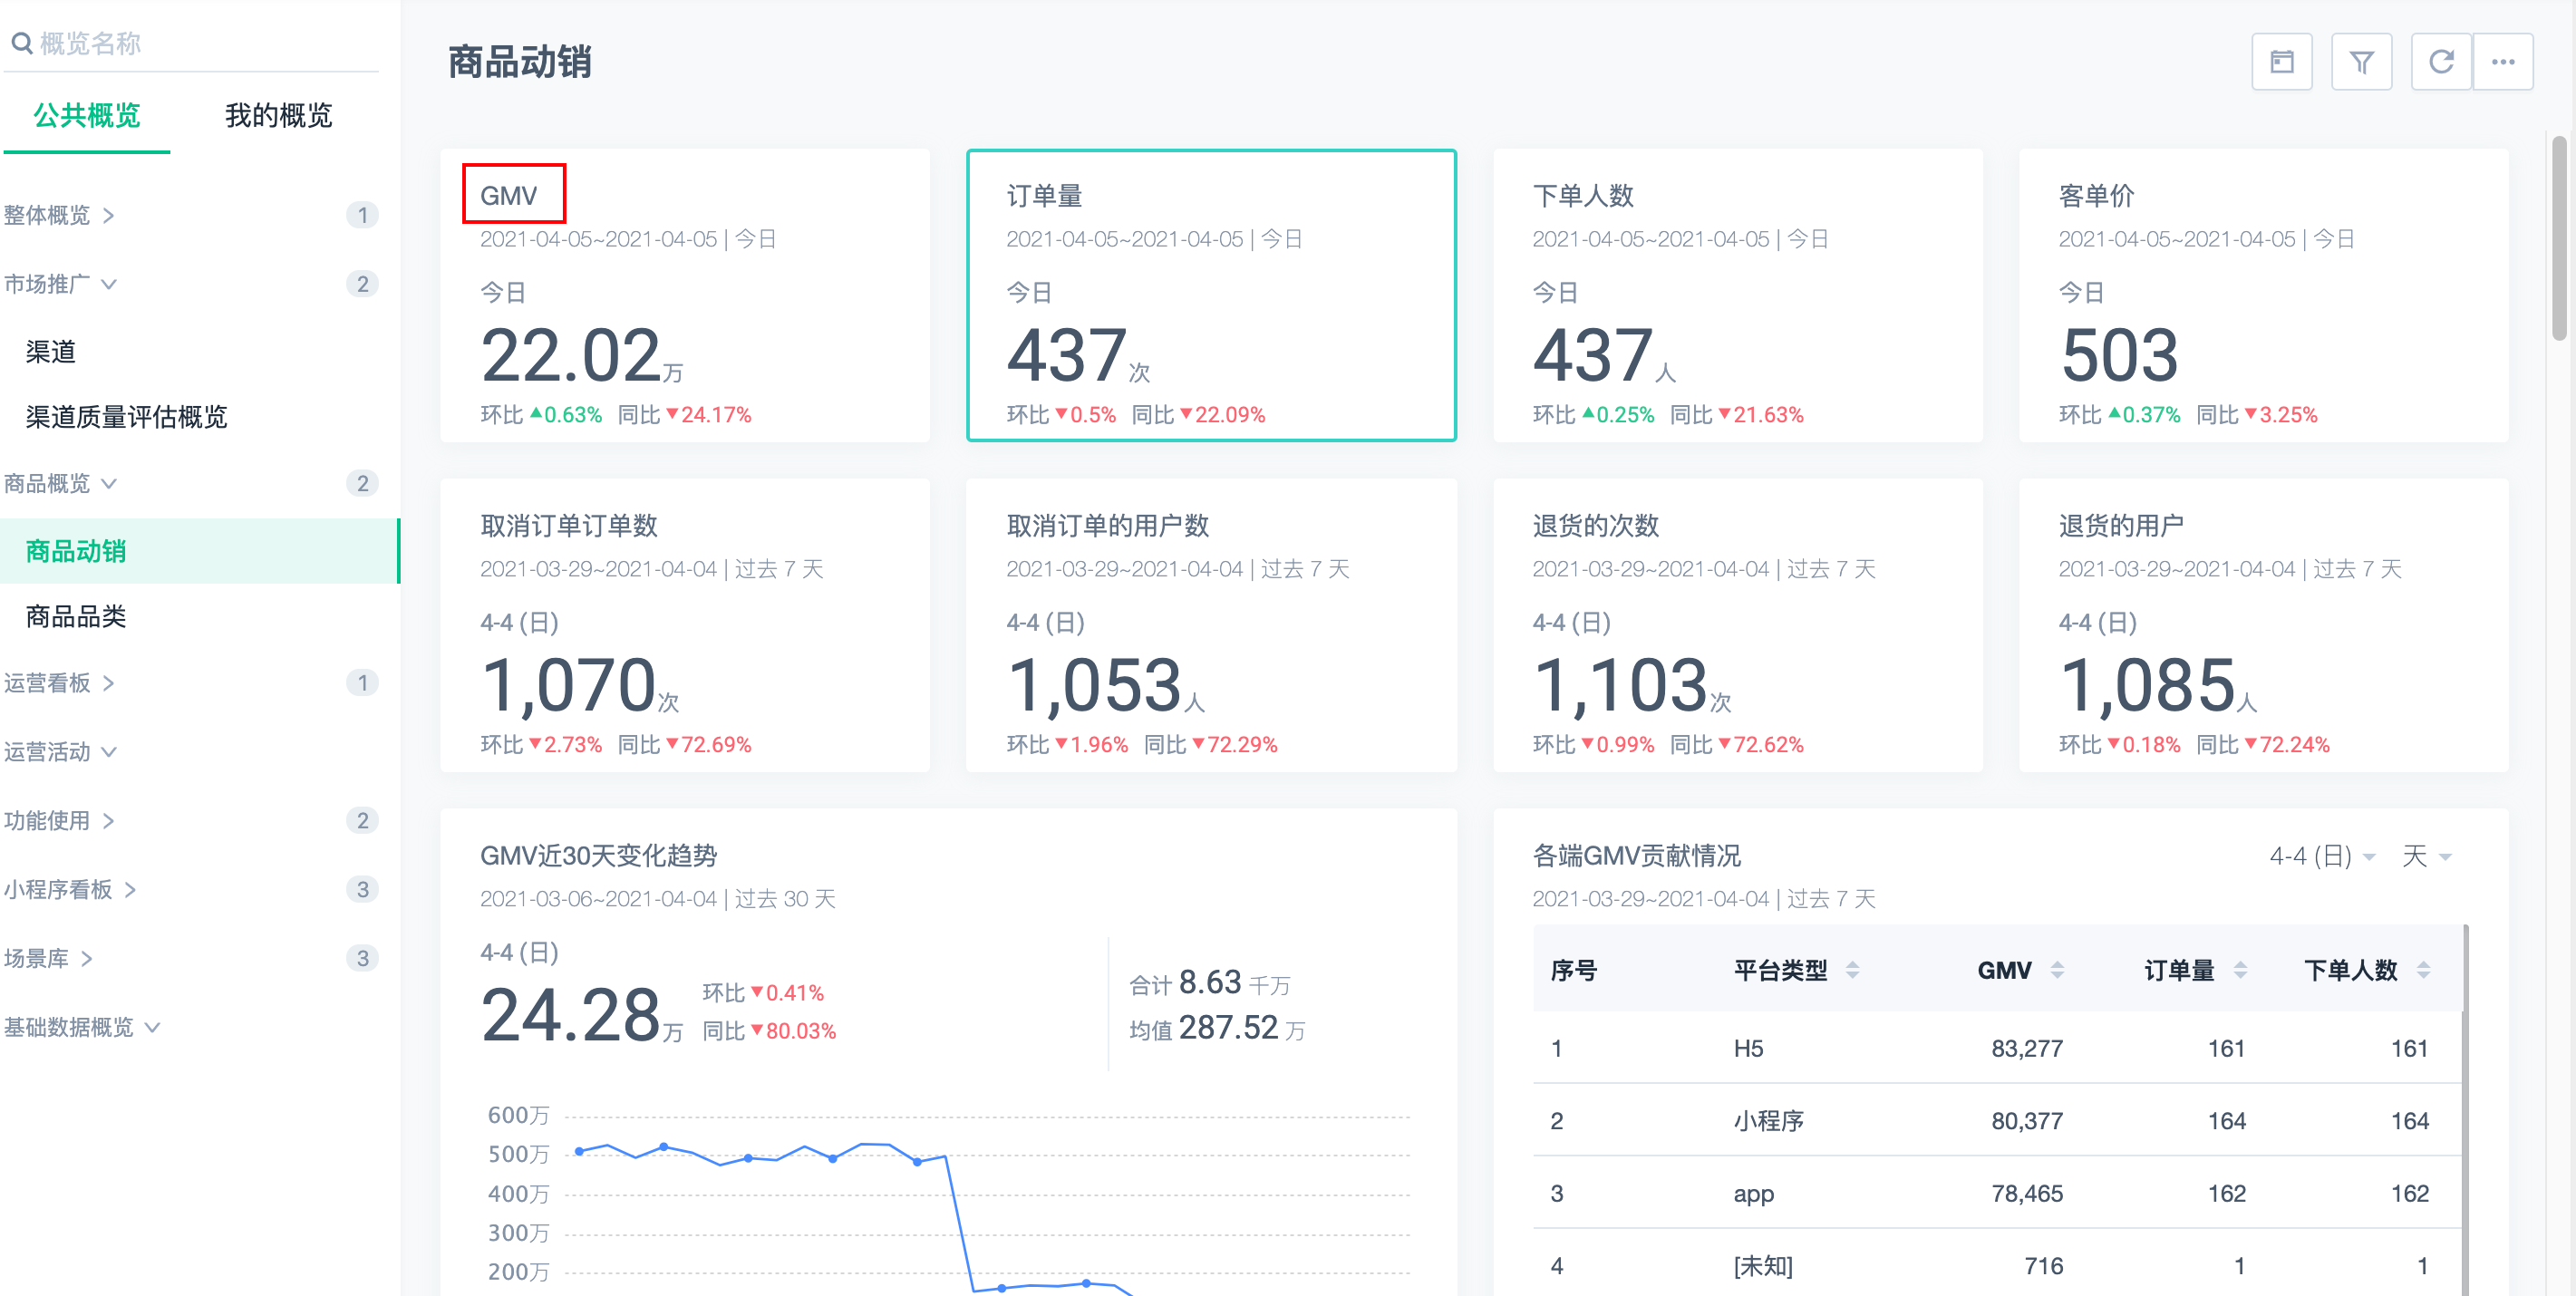 概览名称
公共概览 我的概览
整体概览 1
市场推广 2
渠道
渠道质量评估概览
商品概览 2
商品动销
商品品类
运营看板 1
运营活动
功能使用 2
小程序看板 3
场景库 3
基础数据概览
商品动销
GMV
2021-04-05~2021-04-05 | 今日
今日
22.02万
环比 ▲0.63% 同比 ▼24.17%
订单量
2021-04-05~2021-04-05 | 今日
今日
437次
环比 ▼0.5% 同比 ▼22.09%
下单人数
2021-04-05~2021-04-05 | 今日
今日
437人
环比 ▲0.25% 同比 ▼21.63%
客单价
2021-04-05~2021-04-05 | 今日
今日
503
环比 ▲0.37% 同比 ▼3.25%
取消订单订单数
2021-03-29~2021-04-04 | 过去 7 天
4-4 (日)
1,070次
环比 ▼2.73% 同比 ▼72.69%
取消订单的用户数
2021-03-29~2021-04-04 | 过去 7 天
4-4 (日)
1,053人
环比 ▼1.96% 同比 ▼72.29%
退货的次数
2021-03-29~2021-04-04 | 过去 7 天
4-4 (日)
1,103次
环比 ▼0.99% 同比 ▼72.62%
退货的用户
2021-03-29~2021-04-04 | 过去 7 天
4-4 (日)
1,085人
环比 ▼0.18% 同比 ▼72.24%
GMV近30天变化趋势
2021-03-06~2021-04-04 | 过去 30 天
4-4 (日)
24.28万
环比 ▼0.41%
同比 ▼80.03%
合计 8.63 千万
均值 287.52 万
600万
500万
400万
300万
200万
各端GMV贡献情况 4-4 (日) 天
2021-03-29~2021-04-04 | 过去 7 天
序号 平台类型 GMV 订单量 下单人数
1 H5 83,277 161 161
2 小程序 80,377 164 164
3 app 78,465 162 162
4 [未知] 716 1 1